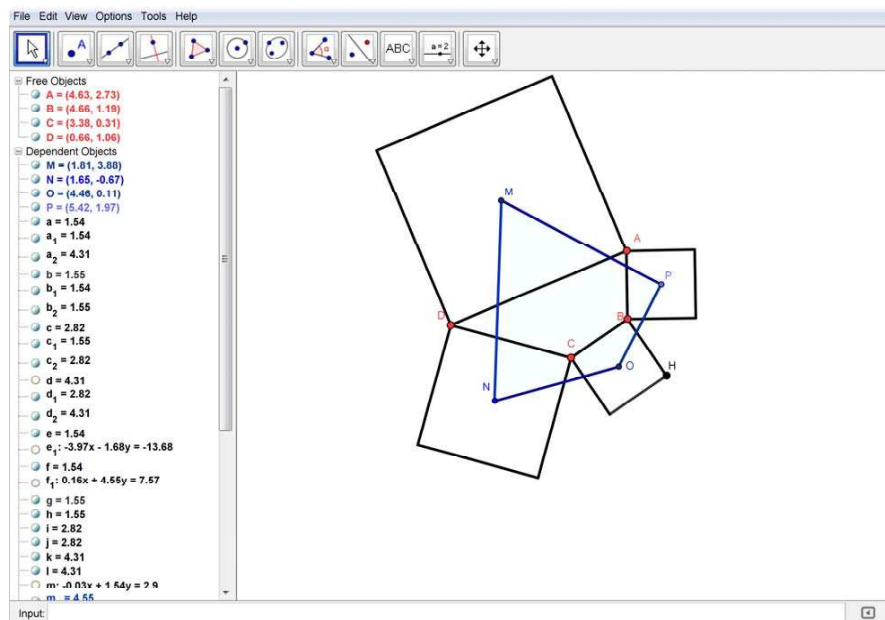 File Edit View Options Tools Help
A ABC a=2
Free Objects
A = (4.63, 2.73)
B = (4.66, 1.19)
C = (3.38, 0.31)
D = (0.66, 1.06)
Dependent Objects
M = (1.81, 3.88)
N = (1.65, -0.67)
O = (4.46, 0.11)
P = (5.42, 1.97)
a = 1.54
a₁ = 1.54
a₂ = 4.31
b = 1.55
b₁ = 1.54
b₂ = 1.55
c = 2.82
c₁ = 1.55
c₂ = 2.82
d = 4.31
d₁ = 2.82
d₂ = 4.31
e = 1.54
e₁: -3.97x - 1.68y = -13.68
f = 1.54
f₁: 0.16x + 4.55y = 7.57
g = 1.55
h = 1.55
i = 2.82
j = 2.82
k = 4.31
l = 4.31
m: -0.03x + 1.54y = 2.9
= 4.55
M
A
P
D
B
C
O
H
N
Input: